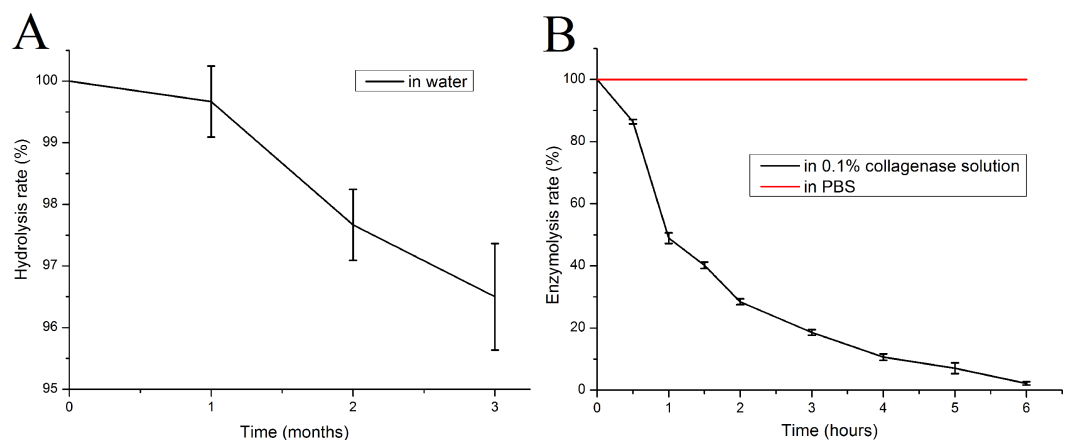 A
Hydrolysis rate (%)
100
99
98
97
96
95
in water
0
1
2
3
Time (months)
B
Enzymolysis rate (%)
100
80
60
40
20
0
in 0.1% collagenase solution
in PBS
0
1
2
3
4
5
6
Time (hours)